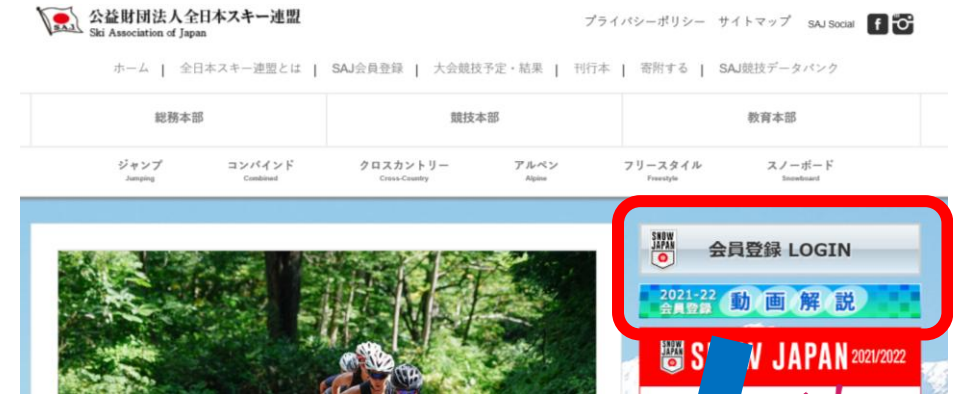 SAJ
公益財団法人全日本スキー連盟
Ski Association of Japan
プライバシーポリシー サイトマップ SAJ Social
ホーム | 全日本スキー連盟とは | SAJ会員登録 | 大会競技予定・結果 | 刊行本 | 寄附する | SAJ競技データバンク
総務本部 競技本部 教育本部
ジャンプ コンバインド クロスカントリー アルペン フリースタイル スノーボード
Jumping Combined Cross-Country Alpine Freestyle Snowboard
SNOW
JAPAN
会員登録 LOGIN
2021-22
会員登録 動画解説
SNOW
JAPAN
S W JAPAN 2021/2022